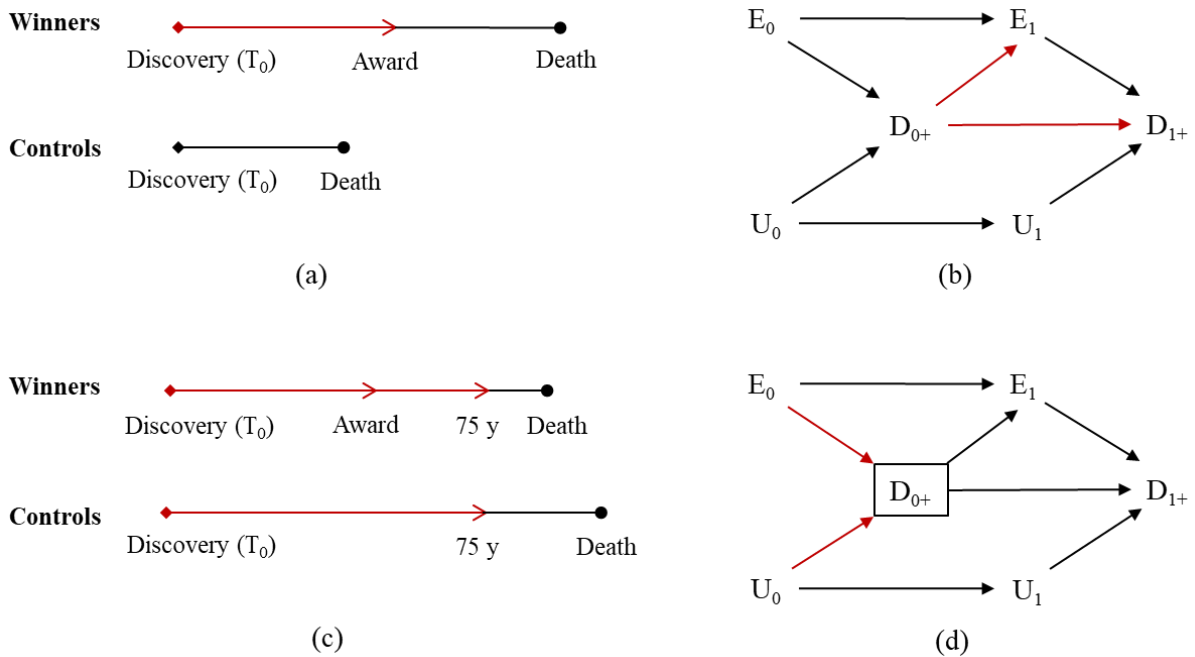 Winners
Discovery (T₀) Award Death
Controls
Discovery (T₀) Death
(a)
E₀ E₁
D₀₊ D₁₊
U₀ U₁
(b)
Winners
Discovery (T₀) Award 75 y Death
Controls
Discovery (T₀) 75 y Death
(c)
E₀ E₁
D₀₊ D₁₊
U₀ U₁
(d)